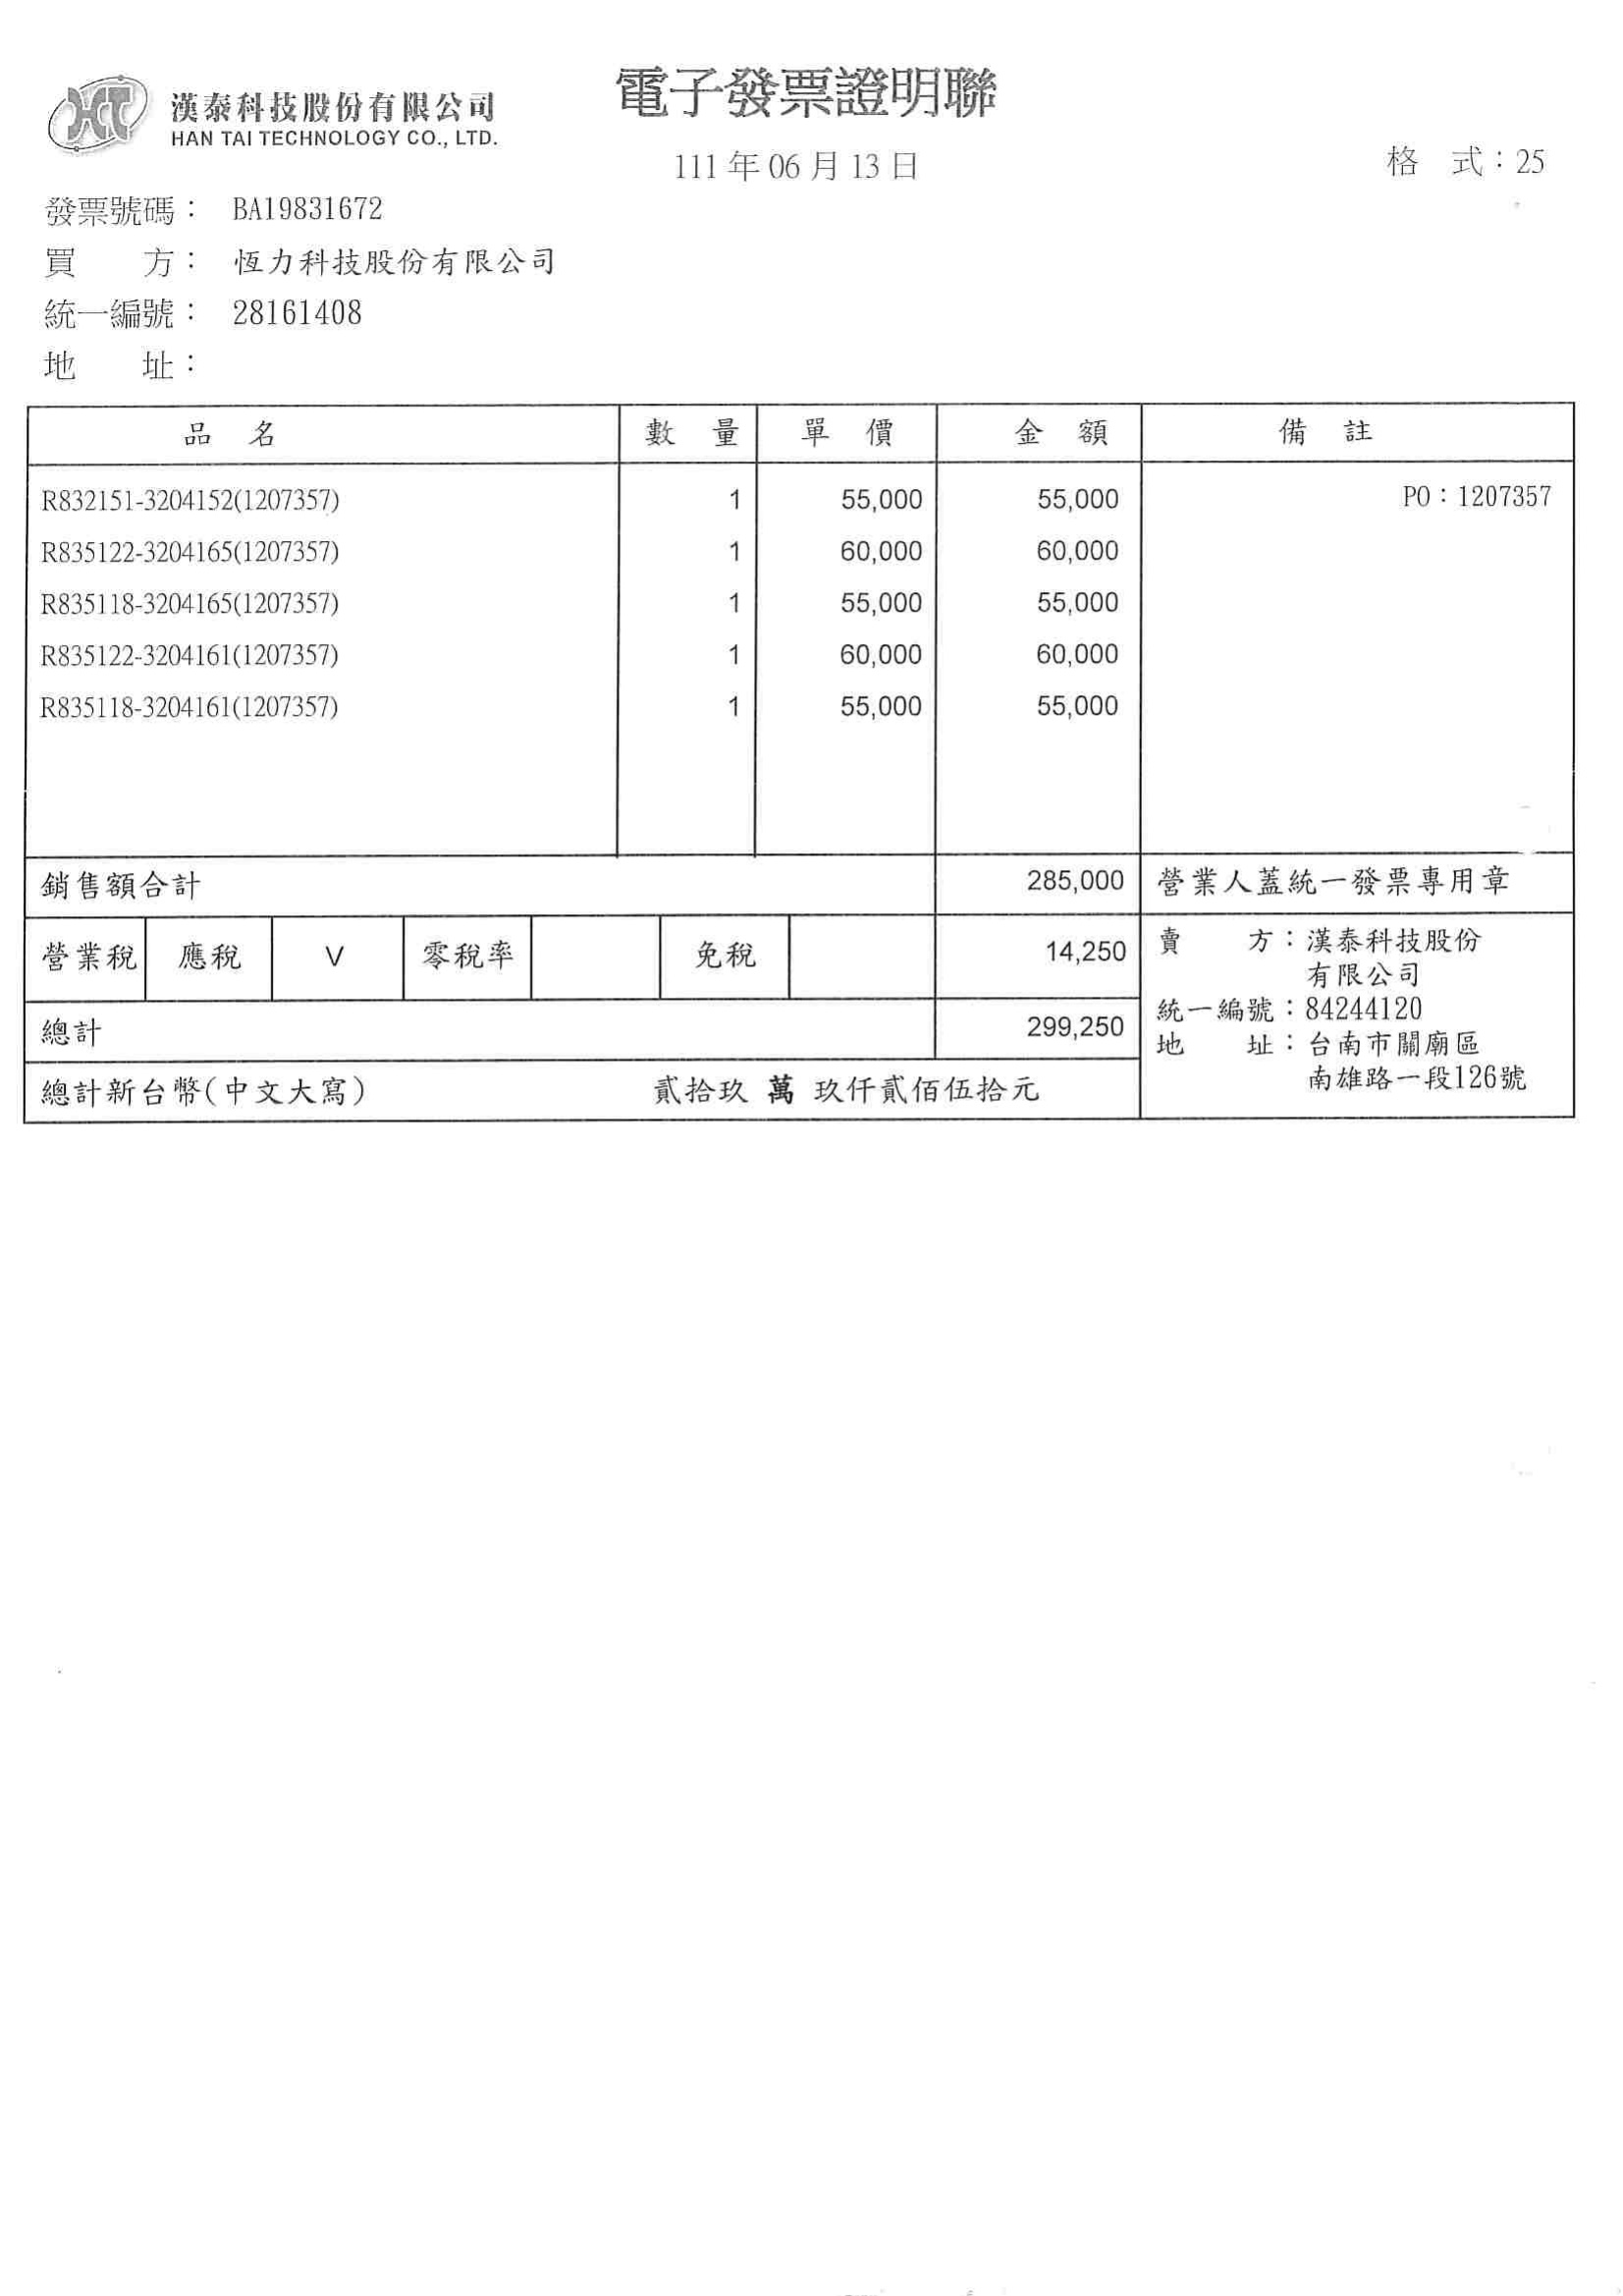 漢泰科技股份有限公司
HAN TAI TECHNOLOGY CO., LTD.
電子發票證明聯
111 年 06 月 13 日
格 式：25
發票號碼： BA19831672
買 方： 恆力科技股份有限公司
統一編號： 28161408
地 址：
品 名 數 量 單 價 金 額 備 註
R832151-3204152(1207357) 1 55,000 55,000 PO：1207357
R835122-3204165(1207357) 1 60,000 60,000
R835118-3204165(1207357) 1 55,000 55,000
R835122-3204161(1207357) 1 60,000 60,000
R835118-3204161(1207357) 1 55,000 55,000
銷售額合計 285,000 營業人蓋統一發票專用章
營業稅 應稅 V 零稅率 免稅 14,250
總計 299,250
總計新台幣(中文大寫) 貳拾玖 萬 玖仟貳佰伍拾元
賣 方：漢泰科技股份
有限公司
統一編號：84244120
地 址：台南市關廟區
南雄路一段126號